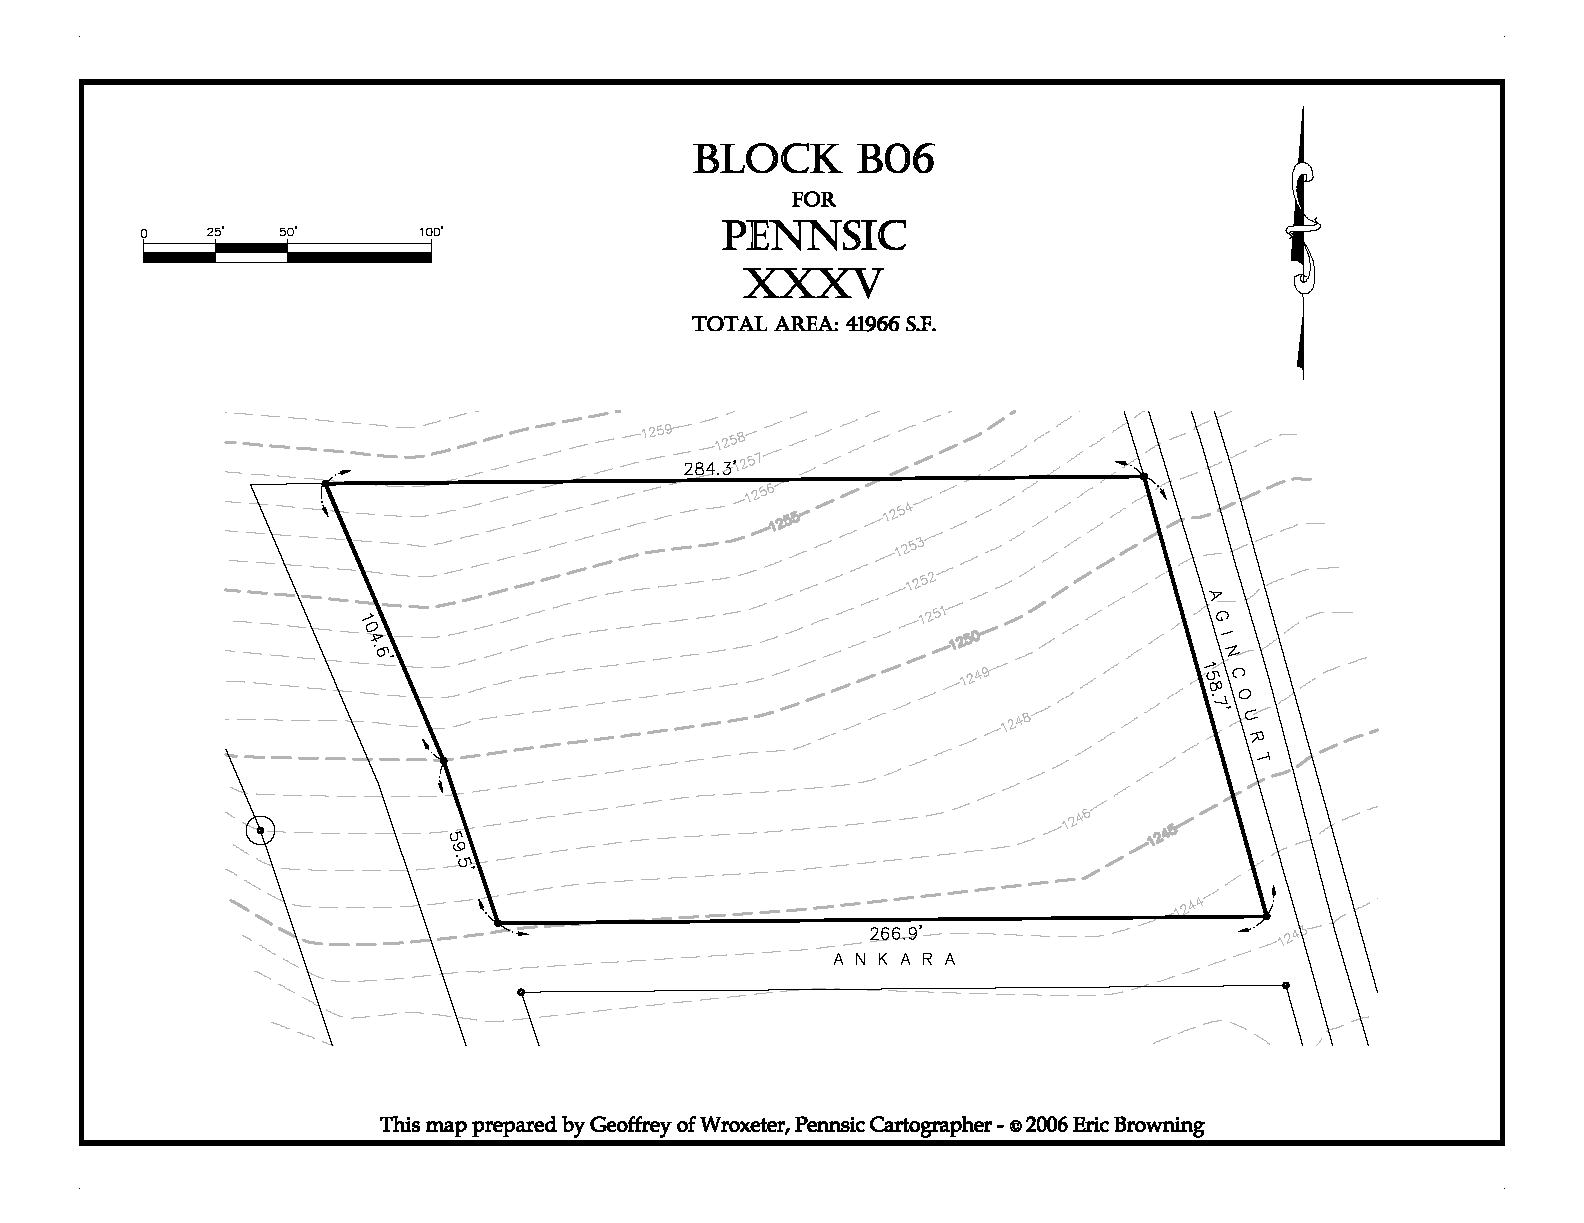 BLOCK B06
FOR
PENNSIC
XXXV
TOTAL AREA: 41966 S.F.
0 25' 50' 100'
1259
1258
1257
284.3'
1256
1255
1254
1253
1252
1251
1250
1249
1248
1246
1245
1244
1243
104.6'
59.5'
158.7'
AGINCOURT
266.9'
ANKARA
This map prepared by Geoffrey of Wroxeter, Pennsic Cartographer - © 2006 Eric Browning